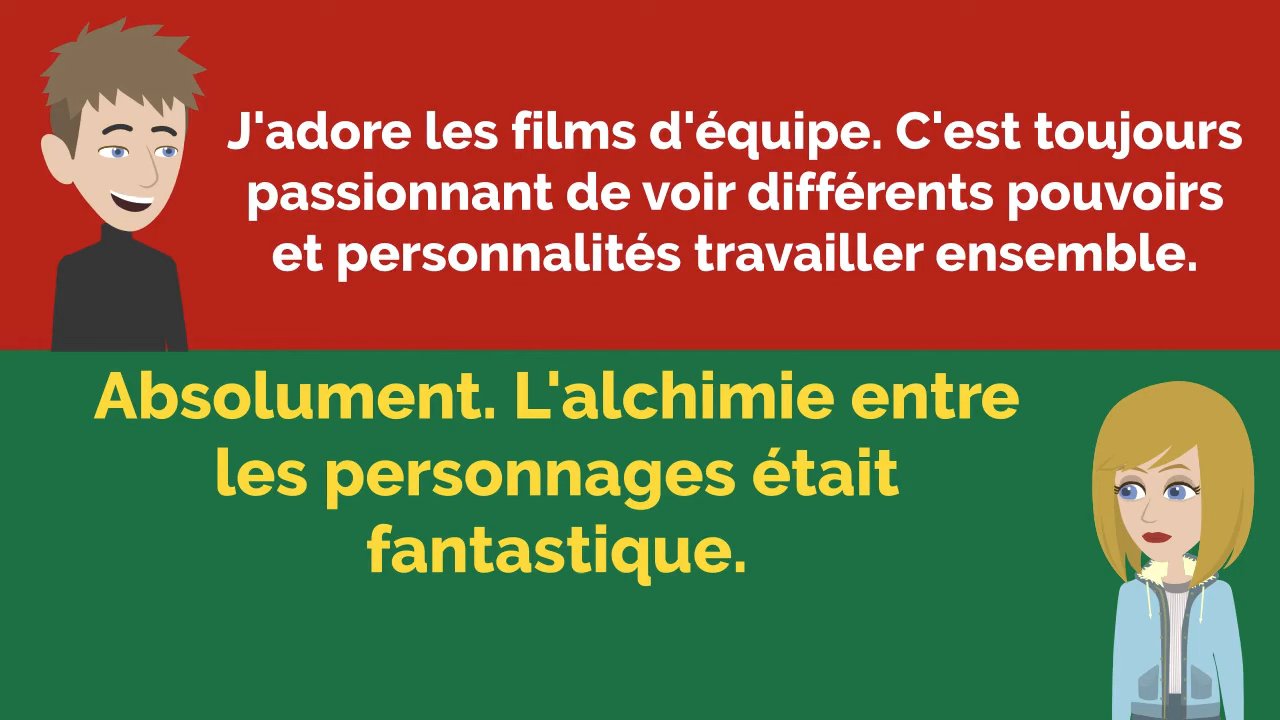 J'adore les films d'équipe. C'est toujours
passionnant de voir différents pouvoirs
et personnalités travailler ensemble.
Absolument. L'alchimie entre
les personnages était
fantastique.